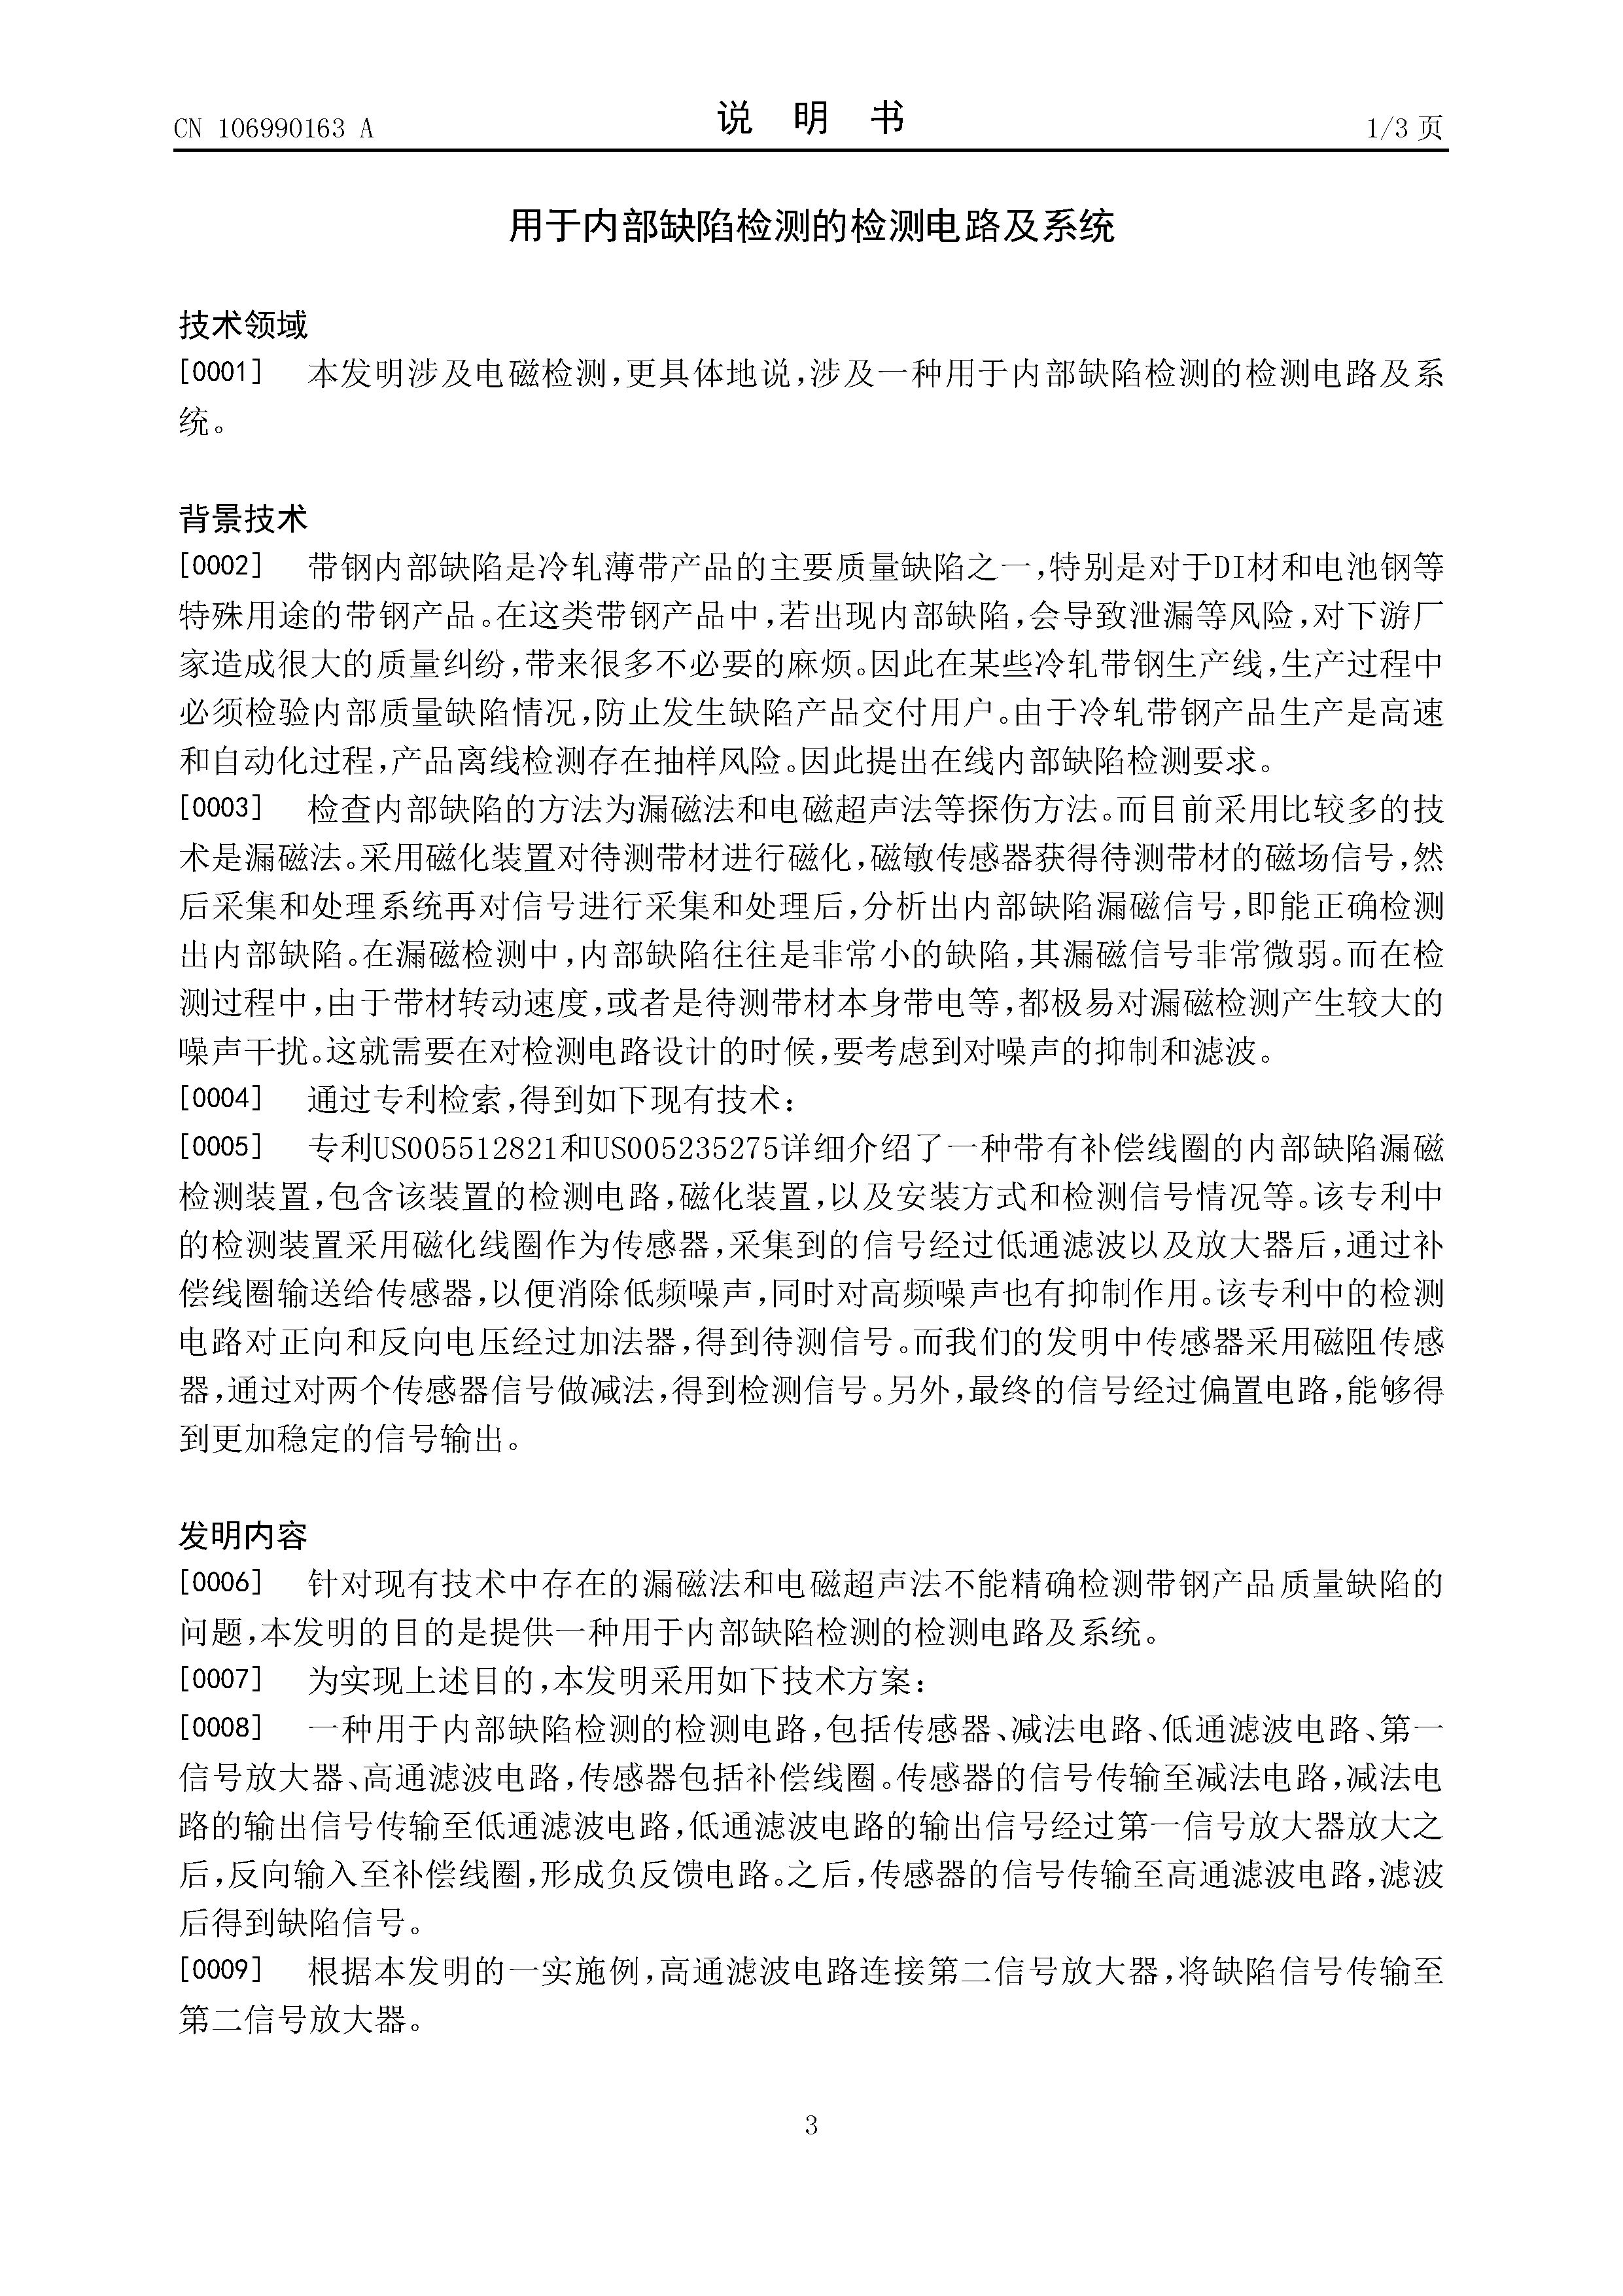 CN 106990163 A
说 明 书
1/3 页
用于内部缺陷检测的检测电路及系统
技术领域
[0001] 本发明涉及电磁检测,更具体地说,涉及一种用于内部缺陷检测的检测电路及系
统。
背景技术
[0002] 带钢内部缺陷是冷轧薄带产品的主要质量缺陷之一,特别是对于DI材和电池钢等
特殊用途的带钢产品。在这类带钢产品中,若出现内部缺陷,会导致泄漏等风险,对下游厂
家造成很大的质量纠纷,带来很多不必要的麻烦。因此在某些冷轧带钢生产线,生产过程中
必须检验内部质量缺陷情况,防止发生缺陷产品交付用户。由于冷轧带钢产品生产是高速
和自动化过程,产品离线检测存在抽样风险。因此提出在线内部缺陷检测要求。
[0003] 检查内部缺陷的方法为漏磁法和电磁超声法等探伤方法。而目前采用比较多的技
术是漏磁法。采用磁化装置对待测带材进行磁化,磁敏传感器获得待测带材的磁场信号,然
后采集和处理系统再对信号进行采集和处理后,分析出内部缺陷漏磁信号,即能正确检测
出内部缺陷。在漏磁检测中,内部缺陷往往是非常小的缺陷,其漏磁信号非常微弱。而在检
测过程中,由于带材转动速度,或者是待测带材本身带电等,都极易对漏磁检测产生较大的
噪声干扰。这就需要在对检测电路设计的时候,要考虑到对噪声的抑制和滤波。
[0004] 通过专利检索,得到如下现有技术:
[0005] 专利US005512821和US005235275详细介绍了一种带有补偿线圈的内部缺陷漏磁
检测装置,包含该装置的检测电路,磁化装置,以及安装方式和检测信号情况等。该专利中
的检测装置采用磁化线圈作为传感器,采集到的信号经过低通滤波以及放大器后,通过补
偿线圈输送给传感器,以便消除低频噪声,同时对高频噪声也有抑制作用。该专利中的检测
电路对正向和反向电压经过加法器,得到待测信号。而我们的发明中传感器采用磁阻传感
器,通过对两个传感器信号做减法,得到检测信号。另外,最终的信号经过偏置电路,能够得
到更加稳定的信号输出。
发明内容
[0006] 针对现有技术中存在的漏磁法和电磁超声法不能精确检测带钢产品质量缺陷的
问题,本发明的目的是提供一种用于内部缺陷检测的检测电路及系统。
[0007] 为实现上述目的,本发明采用如下技术方案:
[0008] 一种用于内部缺陷检测的检测电路,包括传感器、减法电路、低通滤波电路、第一
信号放大器、高通滤波电路,传感器包括补偿线圈。传感器的信号传输至减法电路,减法电
路的输出信号传输至低通滤波电路,低通滤波电路的输出信号经过第一信号放大器放大之
后,反向输入至补偿线圈,形成负反馈电路。之后,传感器的信号传输至高通滤波电路,滤波
后得到缺陷信号。
[0009] 根据本发明的一实施例,高通滤波电路连接第二信号放大器,将缺陷信号传输至
第二信号放大器。
3